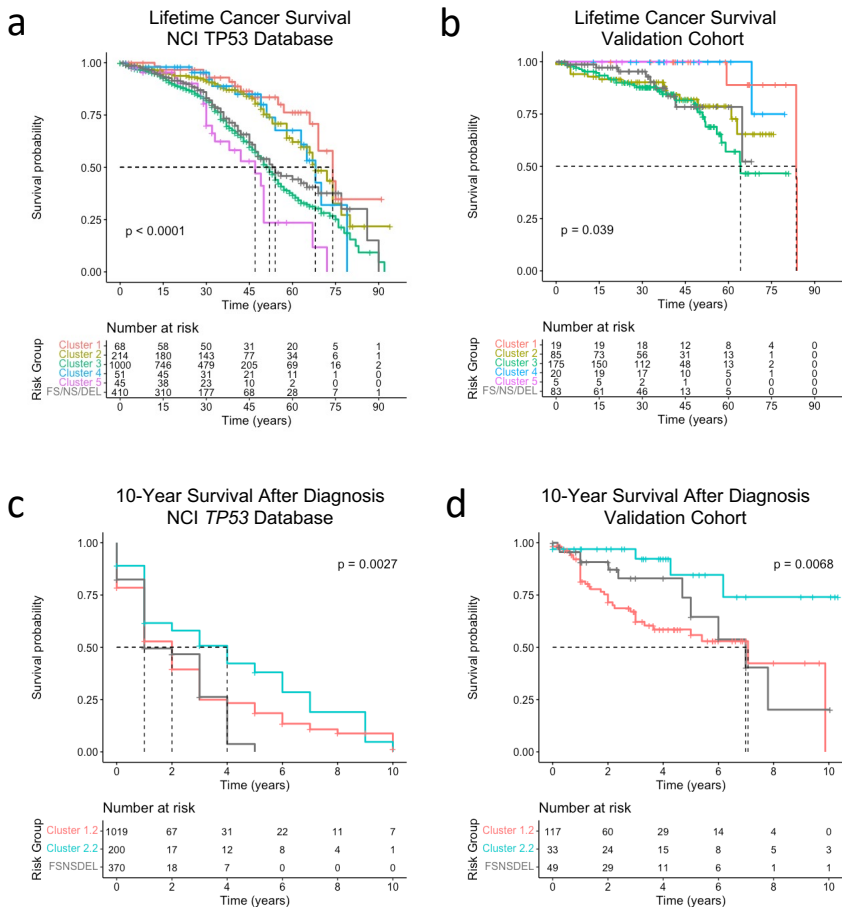 a
Lifetime Cancer Survival
NCI TP53 Database
Survival probability
1.00
0.75
0.50
0.25
0.00
p < 0.0001
0 15 30 45 60 75 90
Time (years)
Number at risk
Risk Group
Cluster 1 68 58 50 31 20 5 1
Cluster 2 214 180 143 77 34 6 1
Cluster 3 1000 746 479 205 69 16 2
Cluster 4 51 45 31 21 11 1 0
Cluster 5 45 38 23 10 2 0 0
FS/NS/DEL 410 310 177 68 28 7 1
0 15 30 45 60 75 90
Time (years)
b
Lifetime Cancer Survival
Validation Cohort
Survival probability
1.00
0.75
0.50
0.25
0.00
p = 0.039
0 15 30 45 60 75 90
Time (years)
Number at risk
Risk Group
Cluster 1 19 19 18 12 8 4 0
Cluster 2 85 73 56 31 13 1 0
Cluster 3 175 150 112 48 13 2 0
Cluster 4 20 19 17 10 5 1 0
Cluster 5 5 5 2 1 0 0 0
FS/NS/DEL 83 61 46 13 5 0 0
0 15 30 45 60 75 90
Time (years)
c
10-Year Survival After Diagnosis
NCI TP53 Database
Survival probability
1.00
0.75
0.50
0.25
0.00
p = 0.0027
0 2 4 6 8 10
Time (years)
Number at risk
Risk Group
Cluster 1.2 1019 67 31 22 11 7
Cluster 2.2 200 17 12 8 4 1
FSNSDEL 370 18 7 0 0 0
0 2 4 6 8 10
Time (years)
d
10-Year Survival After Diagnosis
Validation Cohort
Survival probability
1.00
0.75
0.50
0.25
0.00
p = 0.0068
0 2 4 6 8 10
Time (years)
Number at risk
Risk Group
Cluster 1.2 117 60 29 14 4 0
Cluster 2.2 33 24 15 8 5 3
FSNSDEL 49 29 11 6 1 1
0 2 4 6 8 10
Time (years)